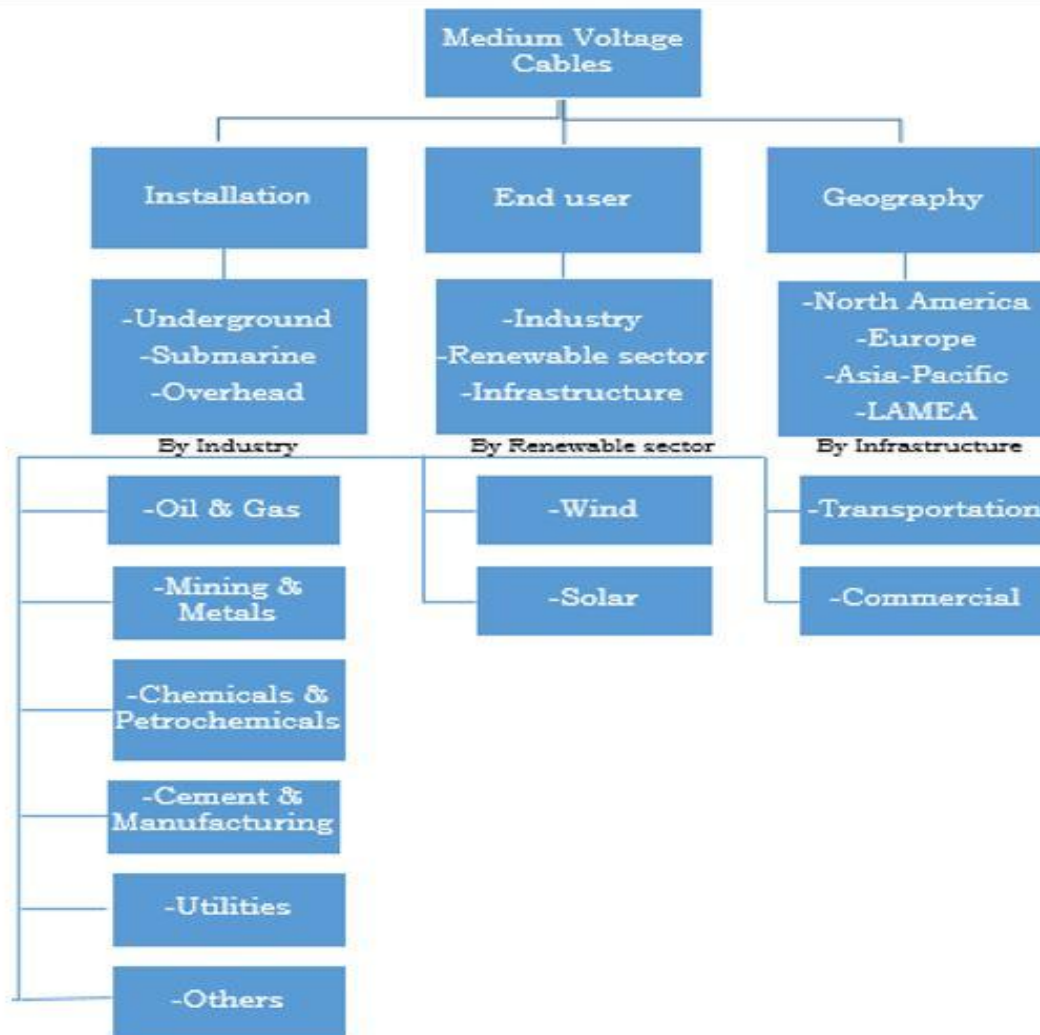 Medium Voltage
Cables
Installation
End user
Geography
-Underground
-Submarine
-Overhead
-Industry
-Renewable sector
-Infrastructure
-North America
-Europe
-Asia-Pacific
-LAMEA
By Industry
By Renewable sector
By Infrastructure
-Oil & Gas
-Mining &
Metals
-Chemicals &
Petrochemicals
-Cement &
Manufacturing
-Utilities
-Others
-Wind
-Solar
-Transportation
-Commercial